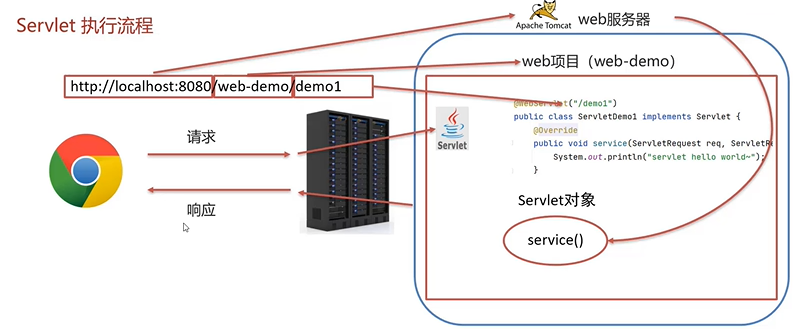 Servlet 执行流程
Apache Tomcat
web服务器
web项目（web-demo）
http://localhost:8080/web-demo/demo1
@WebServlet("/demo1")
public class ServletDemo1 implements Servlet {
@Override
public void service(ServletRequest req, ServletRe
System.out.println("servlet hello world~");
}
请求
Servlet
响应
Servlet对象
service()